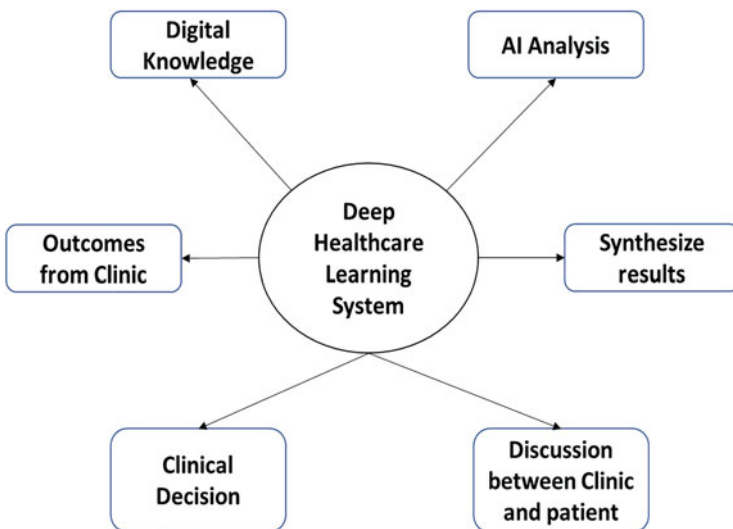 Digital
Knowledge
AI Analysis
Deep
Healthcare
Learning
System
Outcomes
from Clinic
Synthesize
results
Clinical
Decision
Discussion
between Clinic
and patient